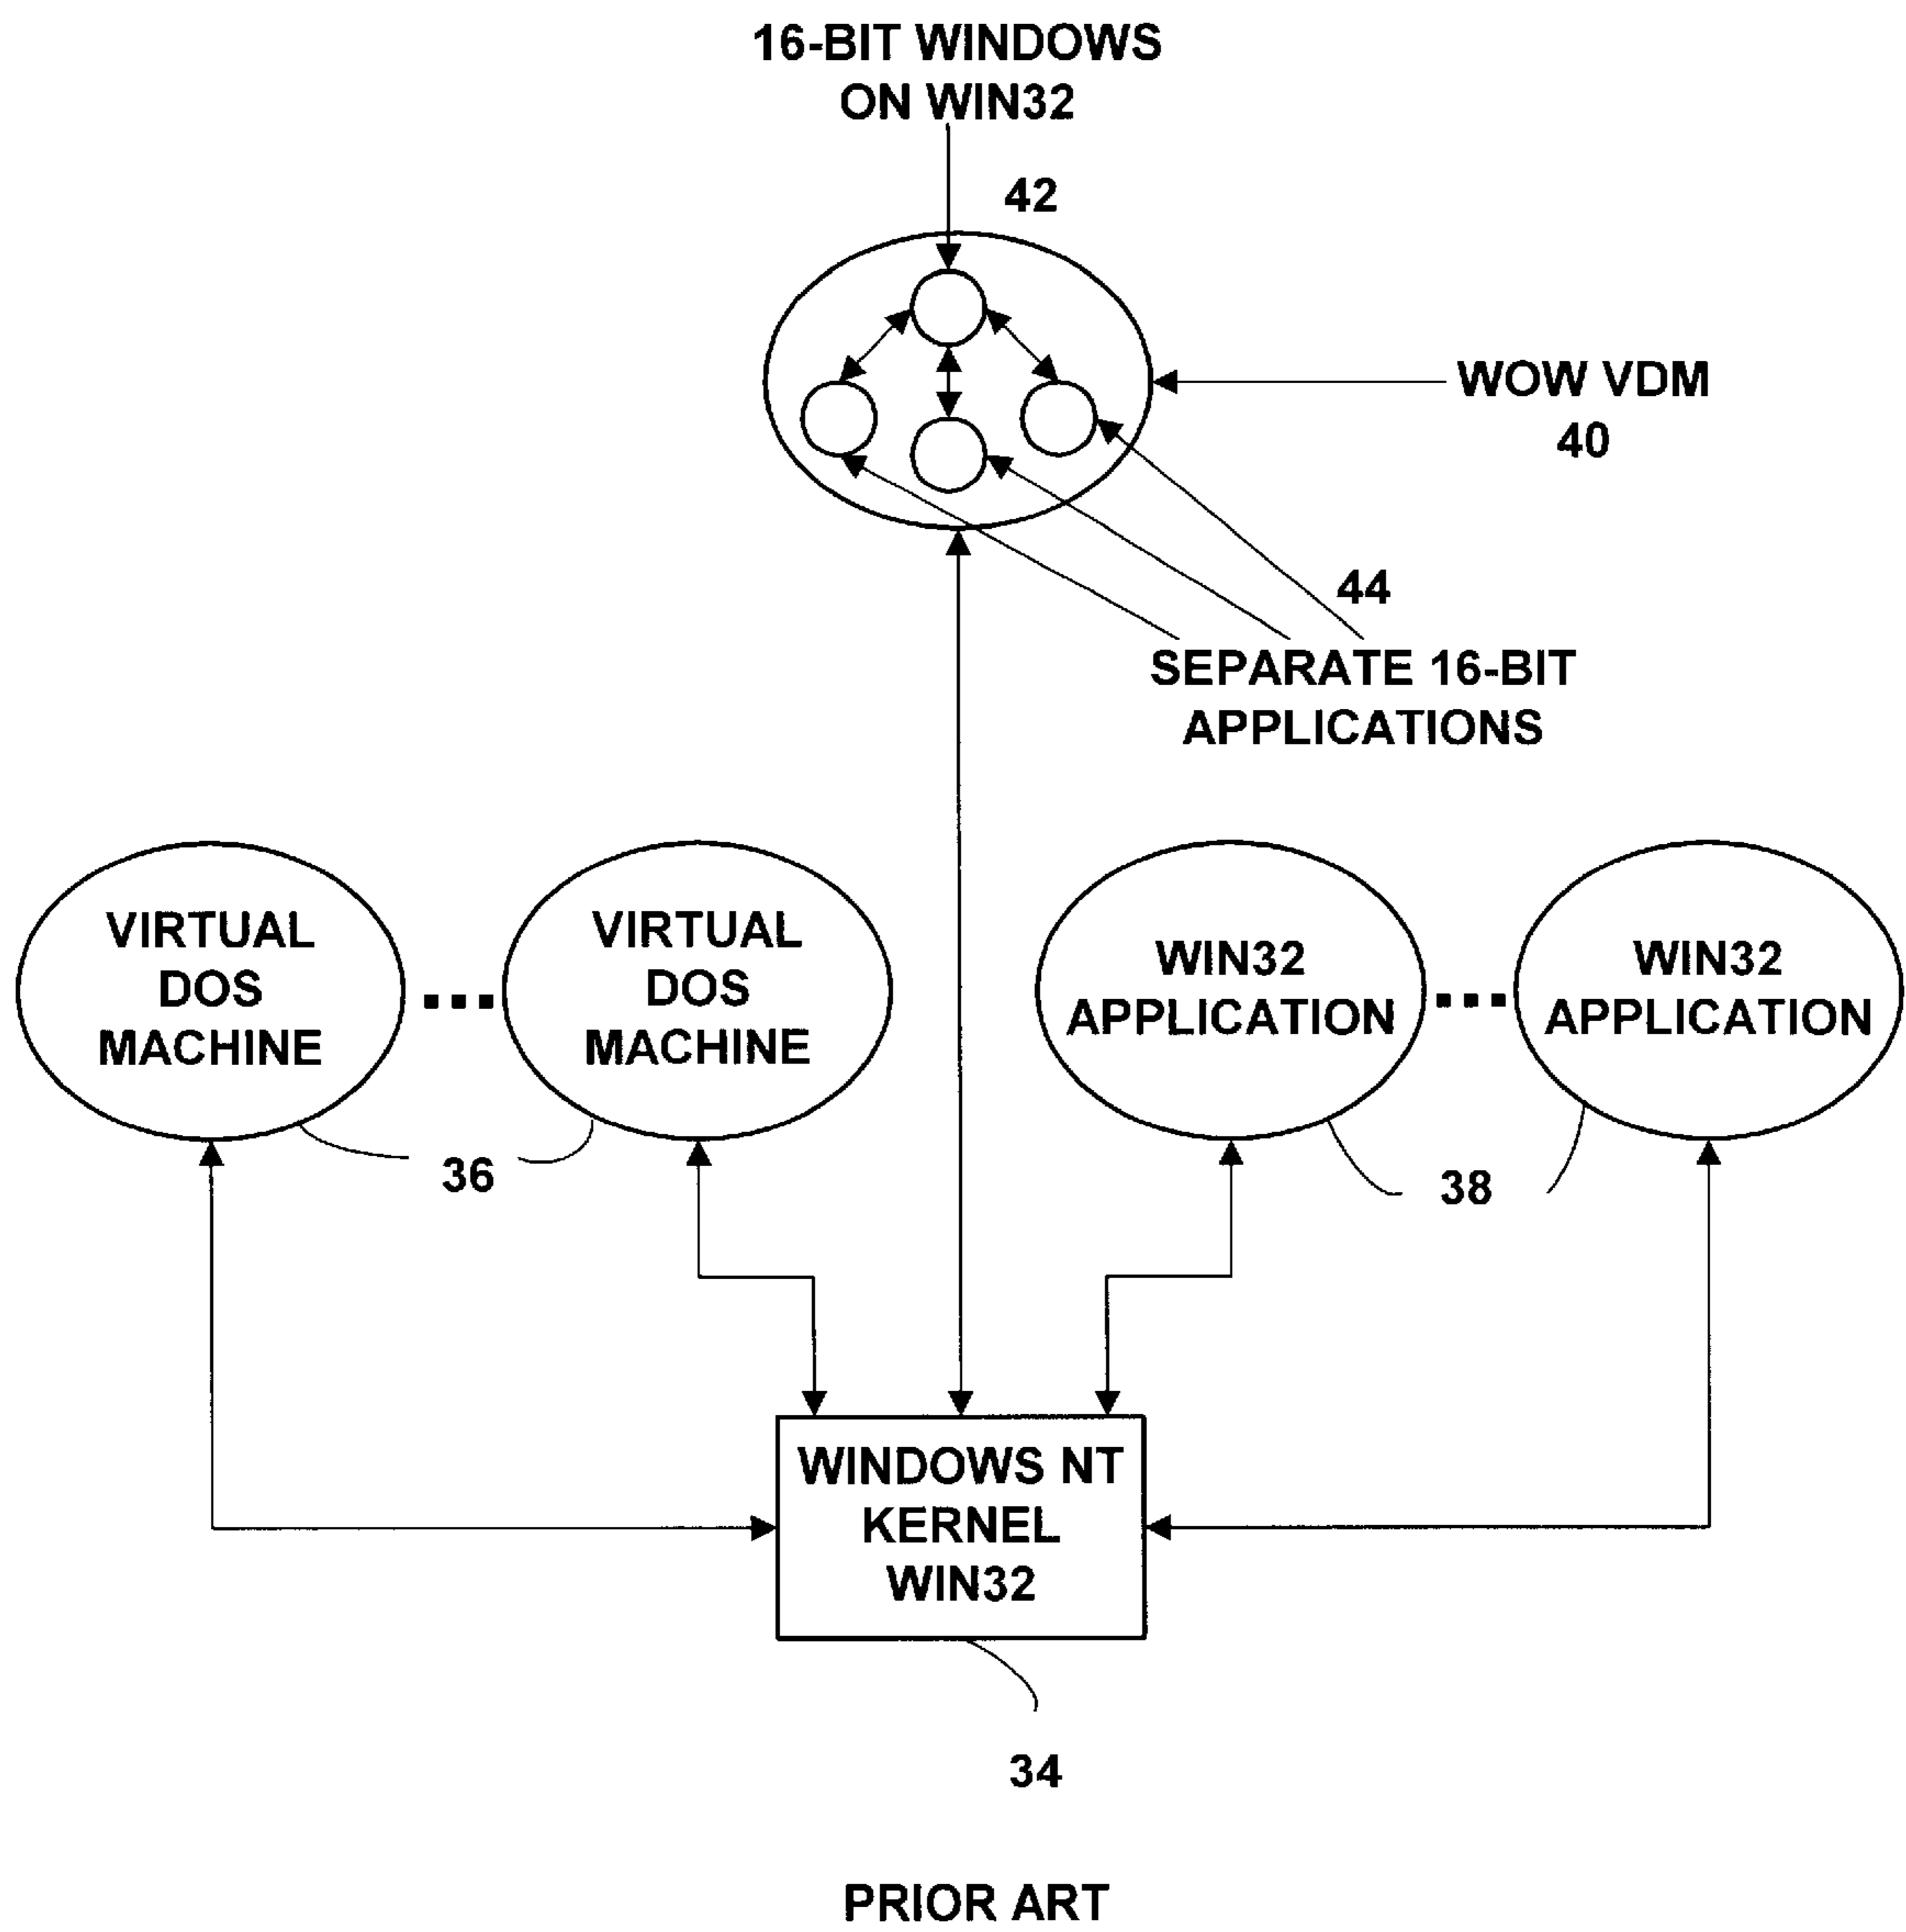 16-BIT WINDOWS
ON WIN32
42
WOW VDM
40
44
SEPARATE 16-BIT
APPLICATIONS
VIRTUAL
DOS
MACHINE
VIRTUAL
DOS
MACHINE
WIN32
APPLICATION
WIN32
APPLICATION
36
38
WINDOWS NT
KERNEL
WIN32
34
PRIOR ART